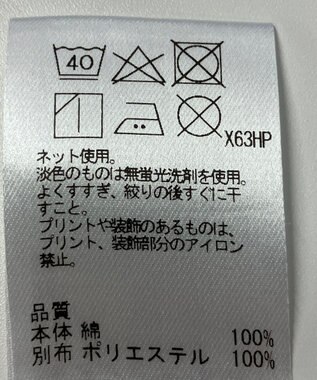 40
X63HP
ネット使用。
淡色のものは無蛍光洗剤を使用。
よくすすぎ、絞りの後すぐに干
すこと。
プリントや装飾のあるものは、
プリント、装飾部分のアイロン
禁止。
品質
本体 綿 100%
別布 ポリエステル 100%